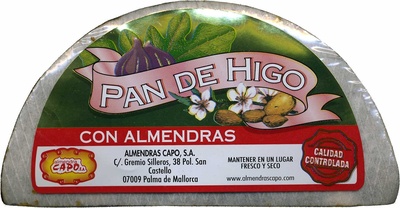 PAN DE HIGO
CON ALMENDRAS
ALMENDRAS CAPO, S.A.
C/. Gremio Silleros, 38 Pol. San
Castello
07009 Palma de Mallorca
MANTENER EN UN LUGAR
FRESCO Y SECO
www.almendrascapo.com
CALIDAD
CONTROLADA
CAPO